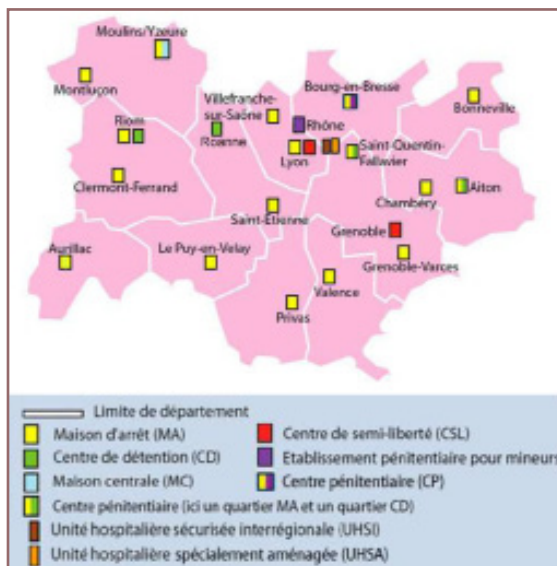 Moulins/Yzeure
Montluçon
Villefranche-
sur-Saône
Bourg-en-Bresse
Bonneville
Riom
Roanne
Rhône
Lyon
Saint-Quentin-
Fallavier
Clermont-Ferrand
Saint-Etienne
Chambéry
Aiton
Aurillac
Le Puy-en-Velay
Grenoble
Grenoble-Varces
Valence
Privas
Limite de département
Maison d'arrêt (MA)
Centre de détention (CD)
Maison centrale (MC)
Centre de semi-liberté (CSL)
Etablissement pénitentiaire pour mineurs
Centre pénitentiaire (CP)
Centre pénitentiaire (ici un quartier MA et un quartier CD)
Unité hospitalière sécurisée interrégionale (UHSI)
Unité hospitalière spécialement aménagée (UHSA)